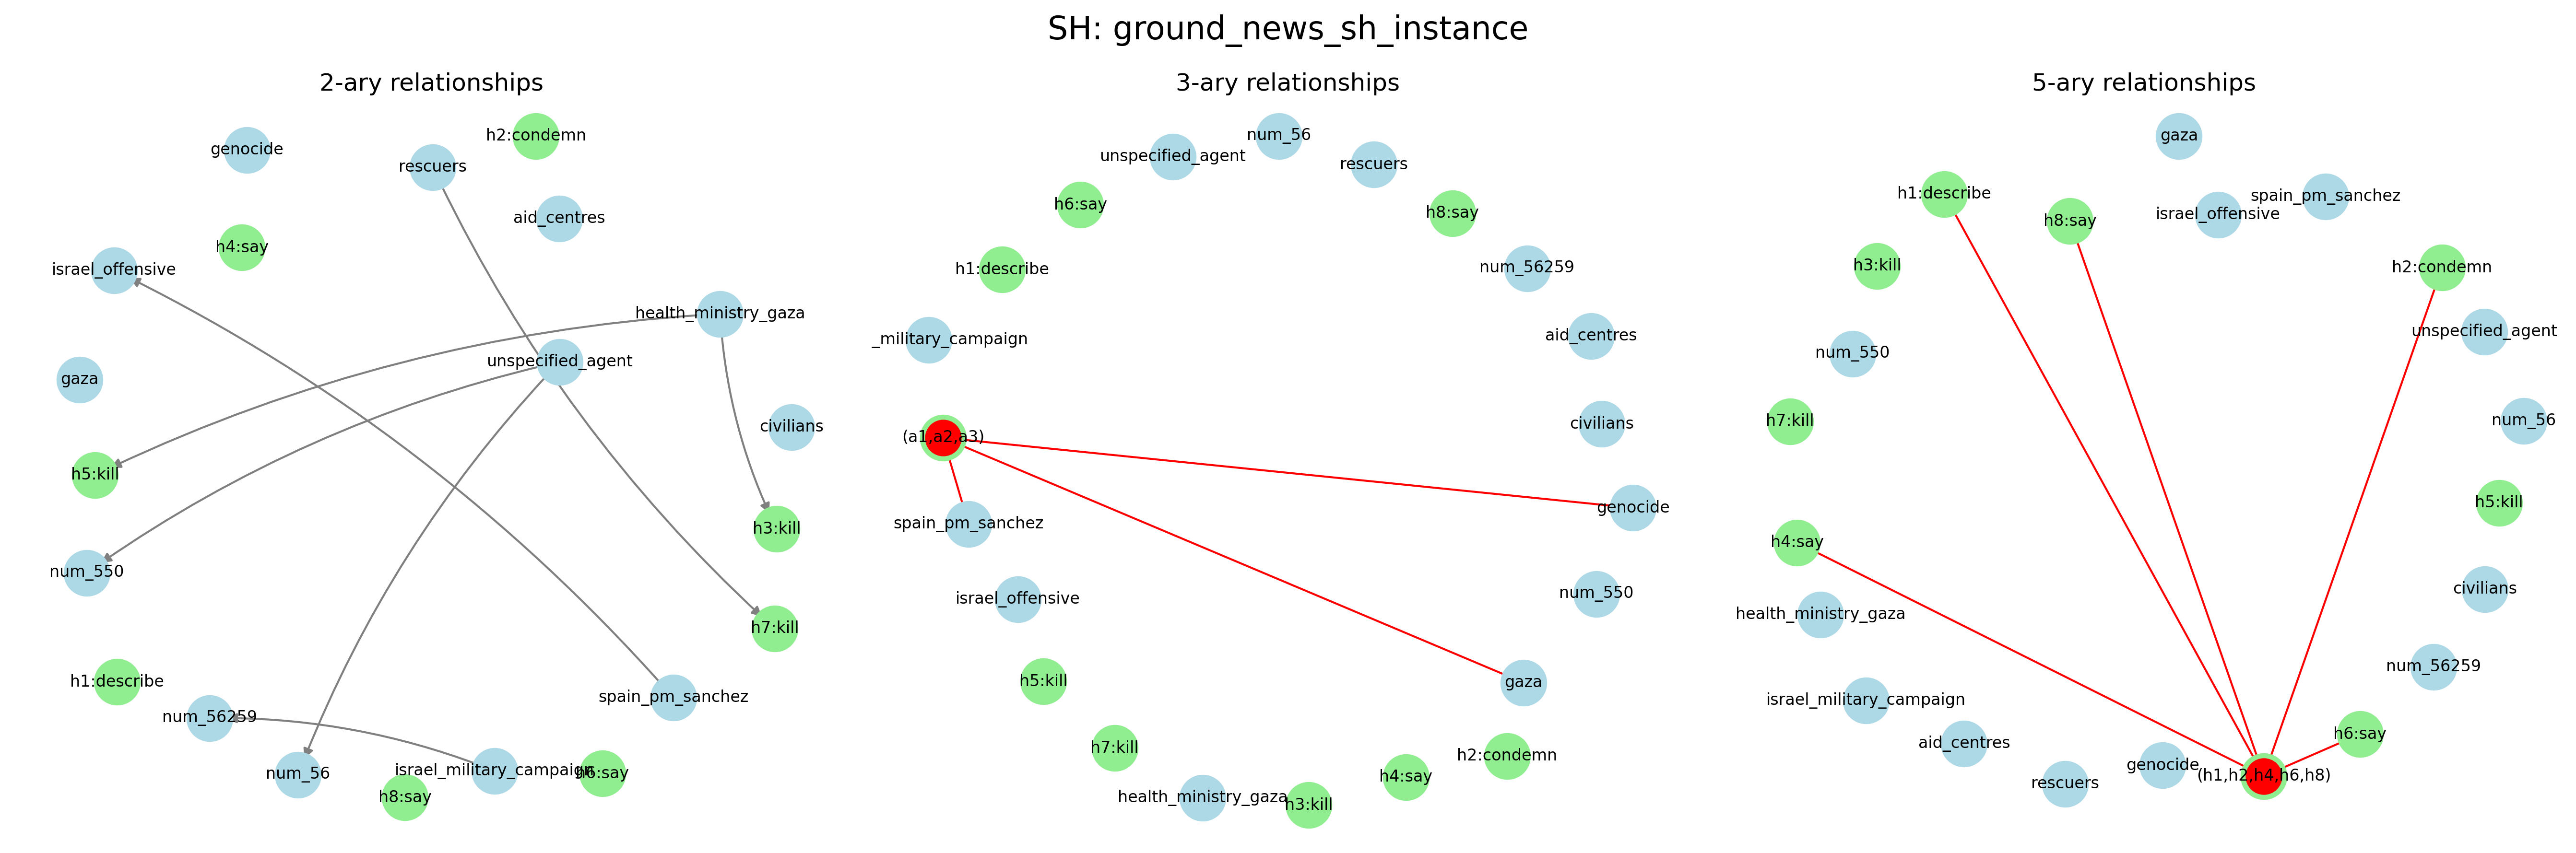 SH: ground_news_sh_instance
2-ary relationships
h2:condemn
genocide
rescuers
aid_centres
h4:say
israel_offensive
health_ministry_gaza
unspecified_agent
gaza
civilians
h5:kill
h3:kill
num_550
h7:kill
h1:describe
spain_pm_sanchez
num_56259
num_56
israel_military_campaign
h6:say
h8:say
3-ary relationships
num_56
unspecified_agent
rescuers
h6:say
h8:say
h1:describe
num_56259
_military_campaign
aid_centres
(a1,a2,a3)
civilians
genocide
spain_pm_sanchez
num_550
israel_offensive
h5:kill
gaza
h7:kill
h2:condemn
h4:say
health_ministry_gaza
h3:kill
5-ary relationships
gaza
h1:describe
spain_pm_sanchez
h8:say
israel_offensive
h3:kill
h2:condemn
unspecified_agent
num_550
h7:kill
num_56
h5:kill
h4:say
civilians
health_ministry_gaza
num_56259
israel_military_campaign
h6:say
aid_centres
genocide
(h1,h2,h4,h6,h8)
rescuers